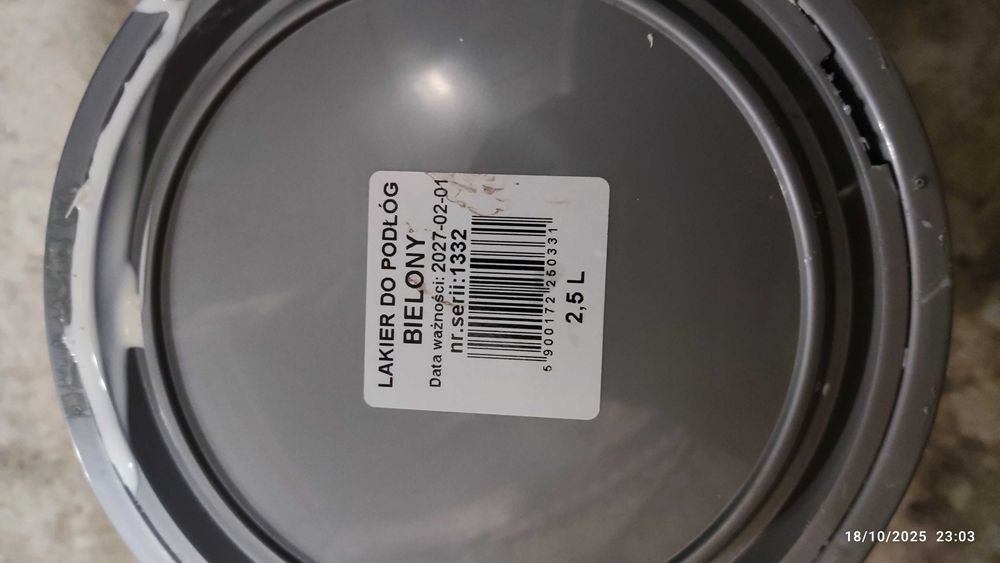 LAKIER DO PODŁÓG
BIELONY
Data ważności: 2027-02-01
nr.serii:1332
5 900172 250331
2,5 L
18/10/2025 23:03